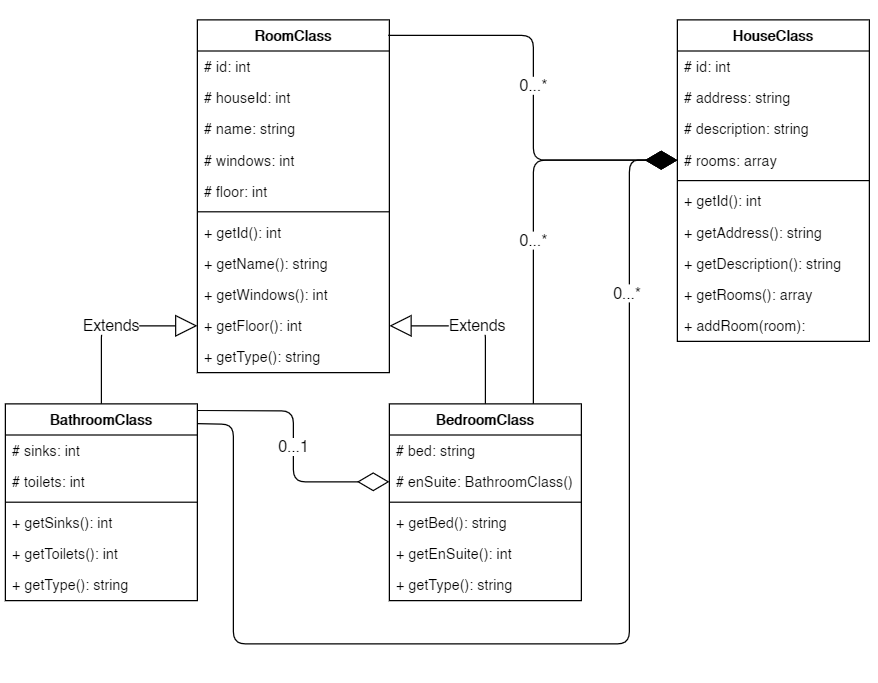 RoomClass
# id: int
# houseId: int
# name: string
# windows: int
# floor: int
+ getId(): int
+ getName(): string
+ getWindows(): int
+ getFloor(): int
+ getType(): string
HouseClass
# id: int
# address: string
# description: string
# rooms: array
+ getId(): int
+ getAddress(): string
+ getDescription(): string
+ getRooms(): array
+ addRoom(room):
0...*
0...*
0...*
Extends
Extends
BathroomClass
# sinks: int
# toilets: int
+ getSinks(): int
+ getToilets(): int
+ getType(): string
0...1
BedroomClass
# bed: string
# enSuite: BathroomClass()
+ getBed(): string
+ getEnSuite(): int
+ getType(): string